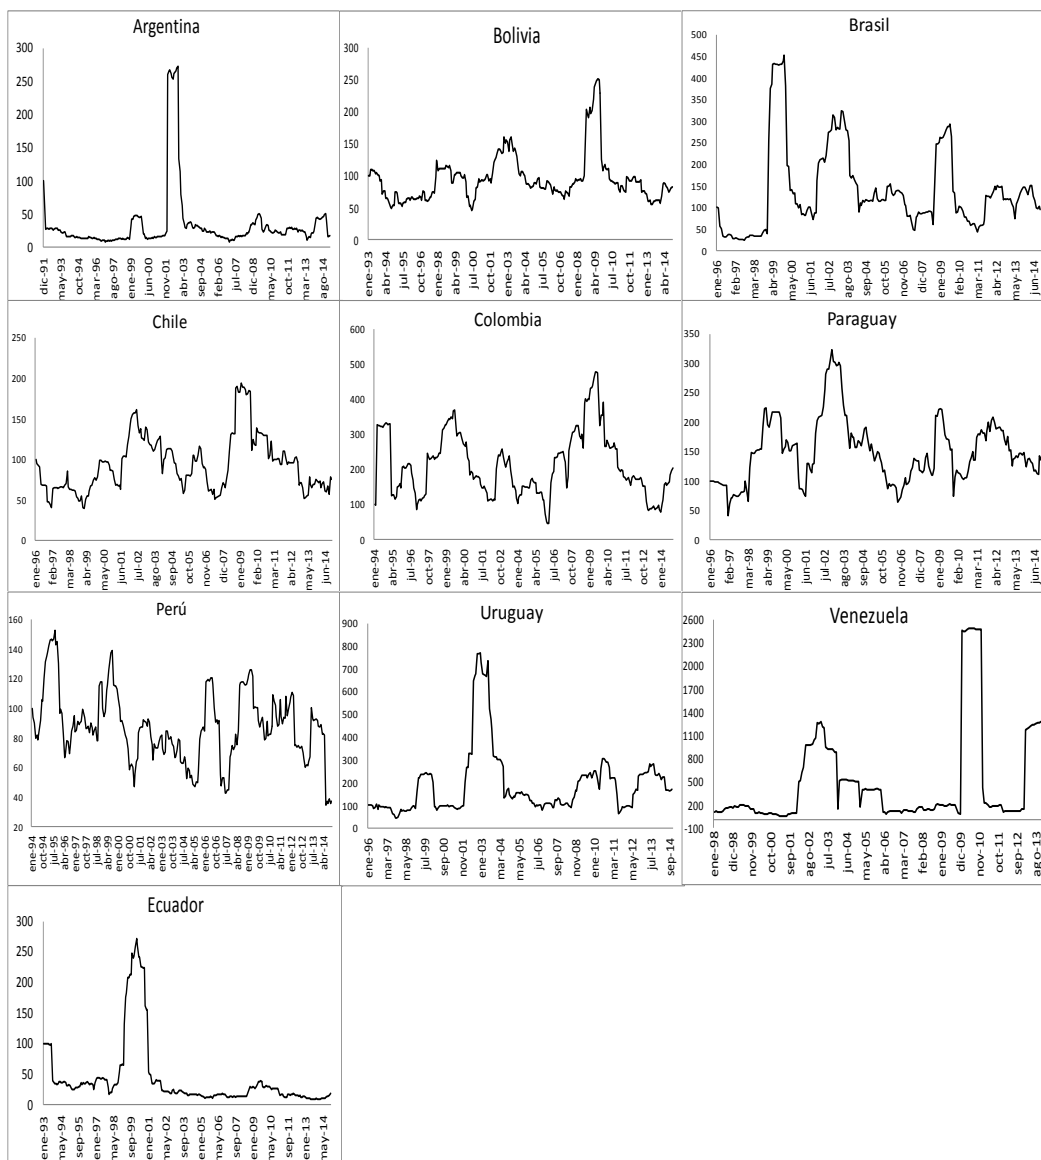 Argentina
300
250
200
150
100
50
0
dic-91
may-93
oct-94
mar-96
ago-97
ene-99
jun-00
nov-01
abr-03
sep-04
feb-06
jul-07
dic-08
may-10
oct-11
mar-13
ago-14
Bolivia
300
250
200
150
100
50
0
ene-93
abr-94
jul-95
oct-96
ene-98
abr-99
jul-00
oct-01
ene-03
abr-04
jul-05
oct-06
ene-08
abr-09
jul-10
oct-11
ene-13
abr-14
Brasil
500
450
400
350
300
250
200
150
100
50
0
ene-96
feb-97
mar-98
abr-99
may-00
jun-01
jul-02
ago-03
sep-04
oct-05
nov-06
dic-07
ene-09
feb-10
mar-11
abr-12
may-13
jun-14
Chile
250
200
150
100
50
0
ene-96
feb-97
mar-98
abr-99
may-00
jun-01
jul-02
ago-03
sep-04
oct-05
nov-06
dic-07
ene-09
feb-10
mar-11
abr-12
may-13
jun-14
Colombia
600
500
400
300
200
100
0
ene-94
abr-95
jul-96
oct-97
ene-99
abr-00
jul-01
oct-02
ene-04
abr-05
jul-06
oct-07
ene-09
abr-10
jul-11
oct-12
ene-14
Paraguay
350
300
250
200
150
100
50
0
ene-96
feb-97
mar-98
abr-99
may-00
jun-01
jul-02
ago-03
sep-04
oct-05
nov-06
dic-07
ene-09
feb-10
mar-11
abr-12
may-13
jun-14
Perú
160
140
120
100
80
60
40
20
ene-94
oct-94
jul-95
abr-96
ene-97
oct-97
jul-98
abr-99
ene-00
oct-00
jul-01
abr-02
ene-03
oct-03
jul-04
abr-05
ene-06
oct-06
jul-07
abr-08
ene-09
oct-09
jul-10
abr-11
ene-12
oct-12
jul-13
abr-14
Uruguay
900
800
700
600
500
400
300
200
100
0
ene-96
mar-97
may-98
jul-99
sep-00
nov-01
ene-03
mar-04
may-05
jul-06
sep-07
nov-08
ene-10
mar-11
may-12
jul-13
sep-14
Venezuela
2600
2100
1600
1100
600
-100
ene-98
dic-98
nov-99
oct-00
sep-01
ago-02
jul-03
jun-04
may-05
abr-06
mar-07
feb-08
ene-09
dic-09
nov-10
oct-11
sep-12
ago-13
Ecuador
300
250
200
150
100
50
0
ene-93
may-94
sep-95
ene-97
may-98
sep-99
ene-01
may-02
sep-03
ene-05
may-06
sep-07
ene-09
may-10
sep-11
ene-13
may-14